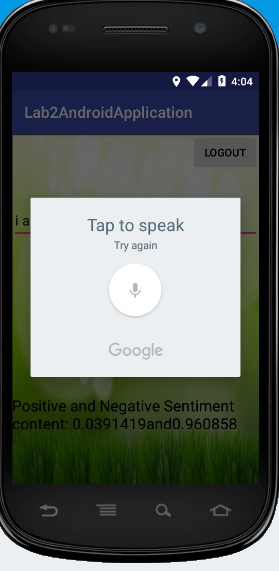 4:04
Lab2AndroidApplication
LOGOUT
i a
Tap to speak
Try again
Google
Positive and Negative Sentiment
content: 0.0391419and0.960858